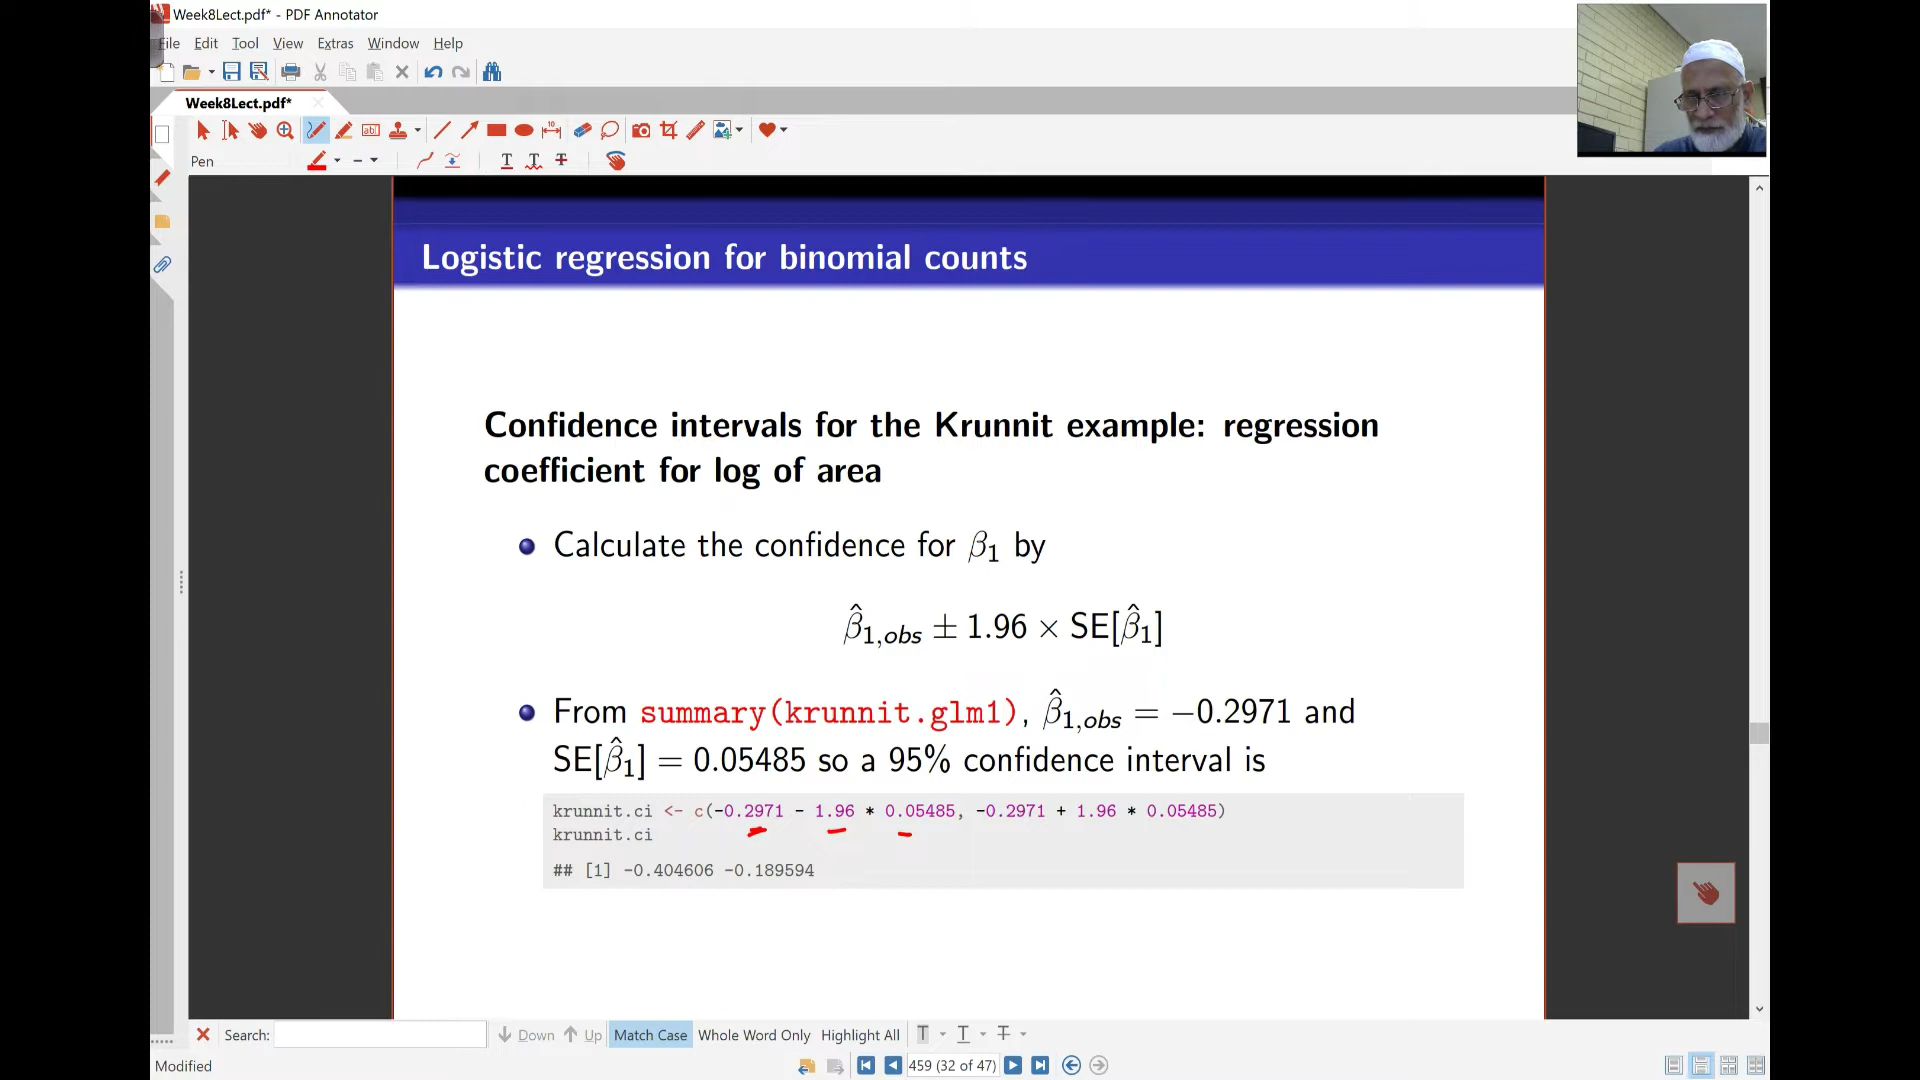 Week8Lect.pdf* - PDF Annotator
File Edit Tool View Extras Window Help
Week8Lect.pdf*
Pen
Logistic regression for binomial counts
Confidence intervals for the Krunnit example: regression
coefficient for log of area
Calculate the confidence for β1 by
β̂1,obs ± 1.96 × SE[β̂1]
From summary(krunnit.glm1), β̂1,obs = −0.2971 and
SE[β̂1] = 0.05485 so a 95% confidence interval is
krunnit.ci <- c(-0.2971 - 1.96 * 0.05485, -0.2971 + 1.96 * 0.05485)
krunnit.ci
## [1] -0.404606 -0.189594
Search: Down Up Match Case Whole Word Only Highlight All
Modified 459 (32 of 47)